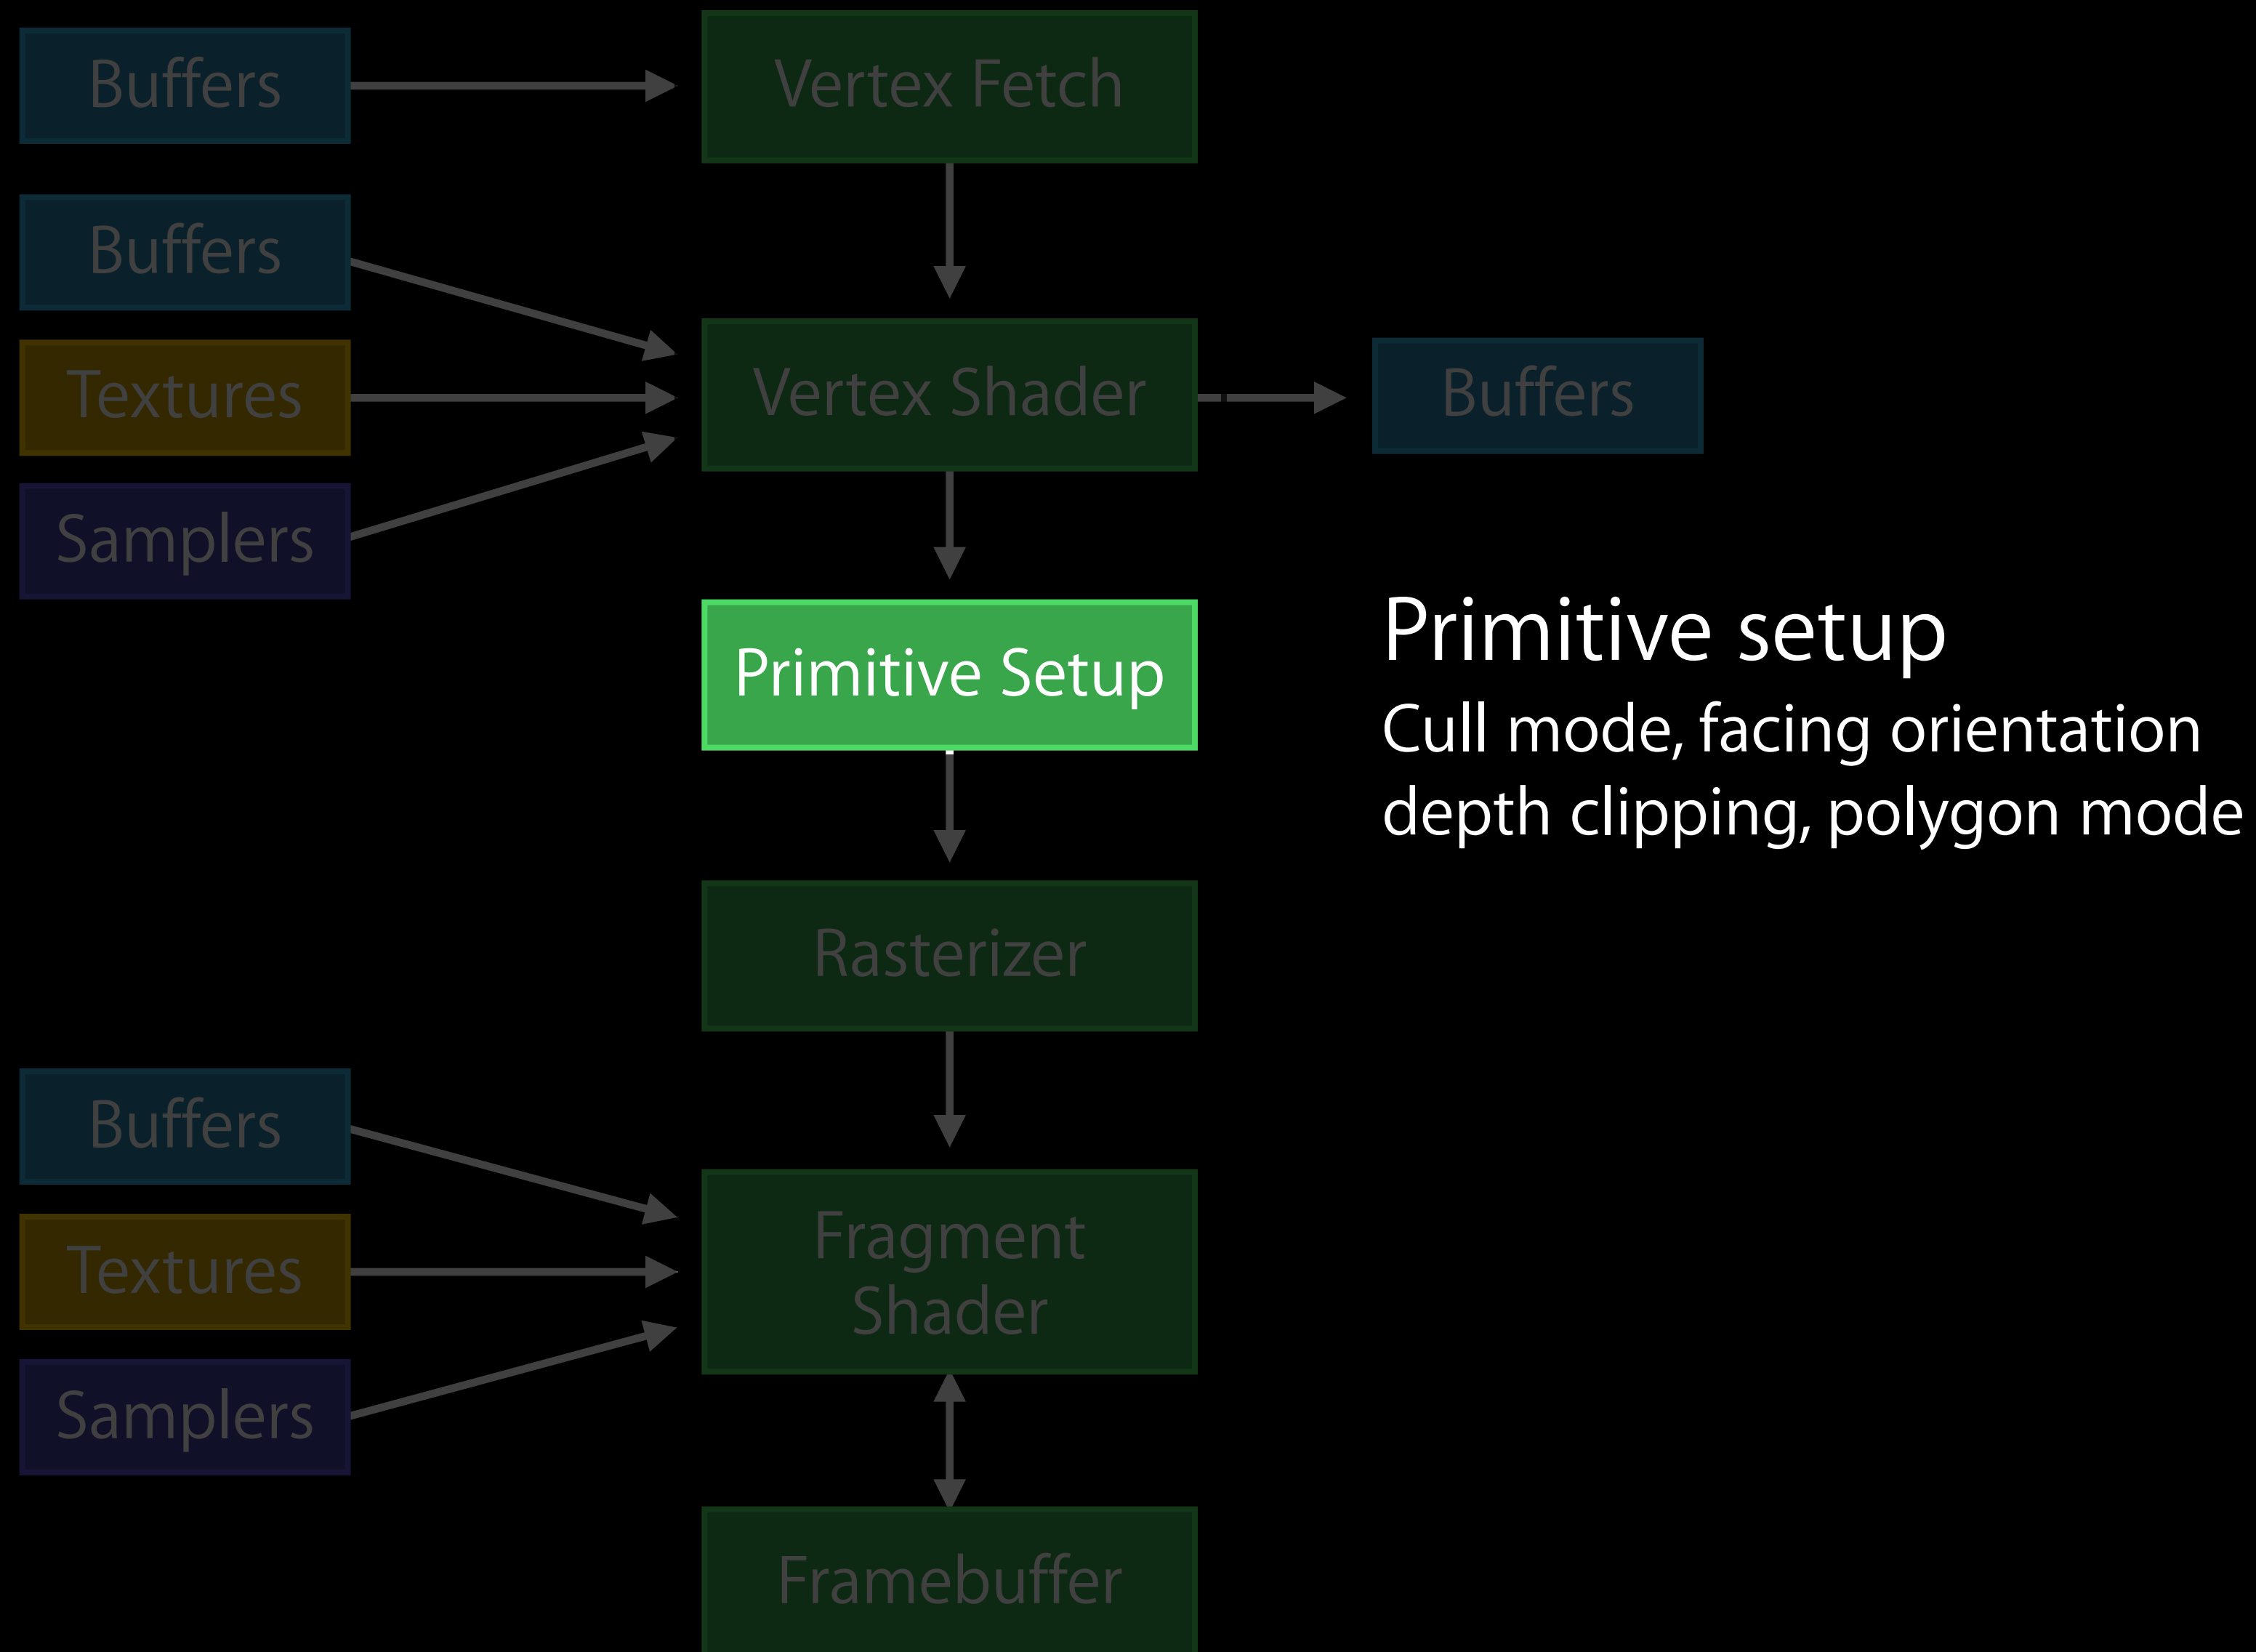 Buffers
Vertex Fetch
Buffers
Textures
Samplers
Vertex Shader
Buffers
Primitive Setup
Primitive setup
Cull mode, facing orientation
depth clipping, polygon mode
Rasterizer
Buffers
Textures
Samplers
Fragment
Shader
Framebuffer